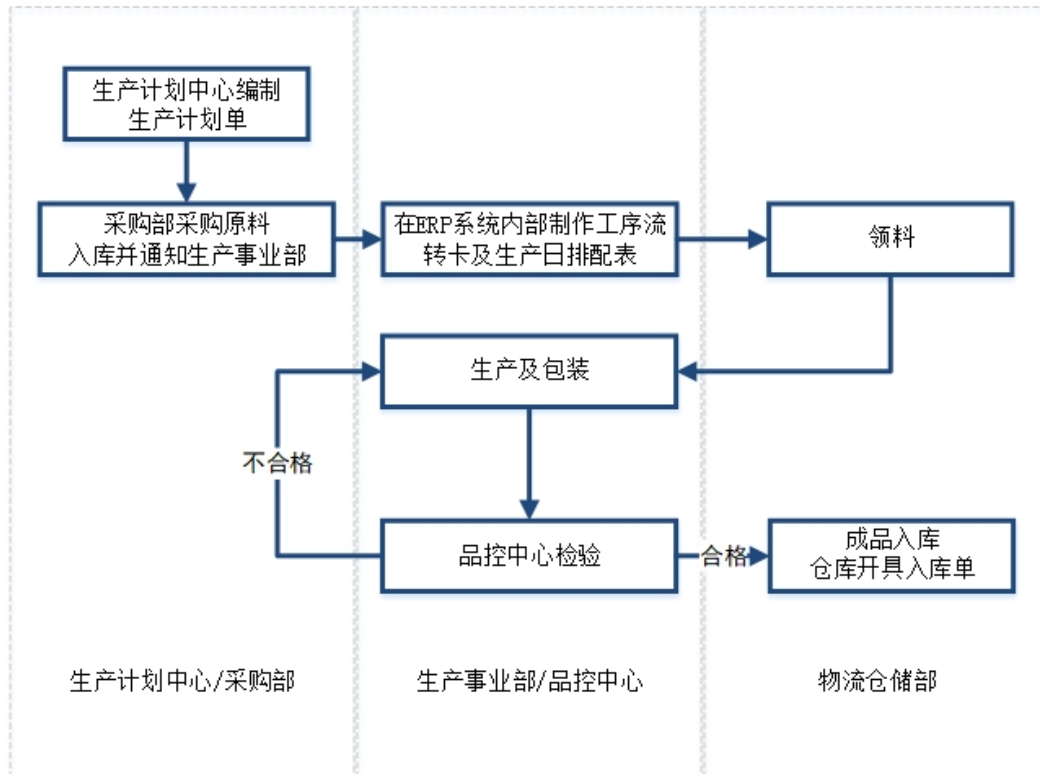 生产计划中心编制
生产计划单
采购部采购原料
入库并通知生产事业部
在ERP系统内部制作工序流
转卡及生产日排配表
领料
生产及包装
不合格
品控中心检验
合格
成品入库
仓库开具入库单
生产计划中心/采购部
生产事业部/品控中心
物流仓储部